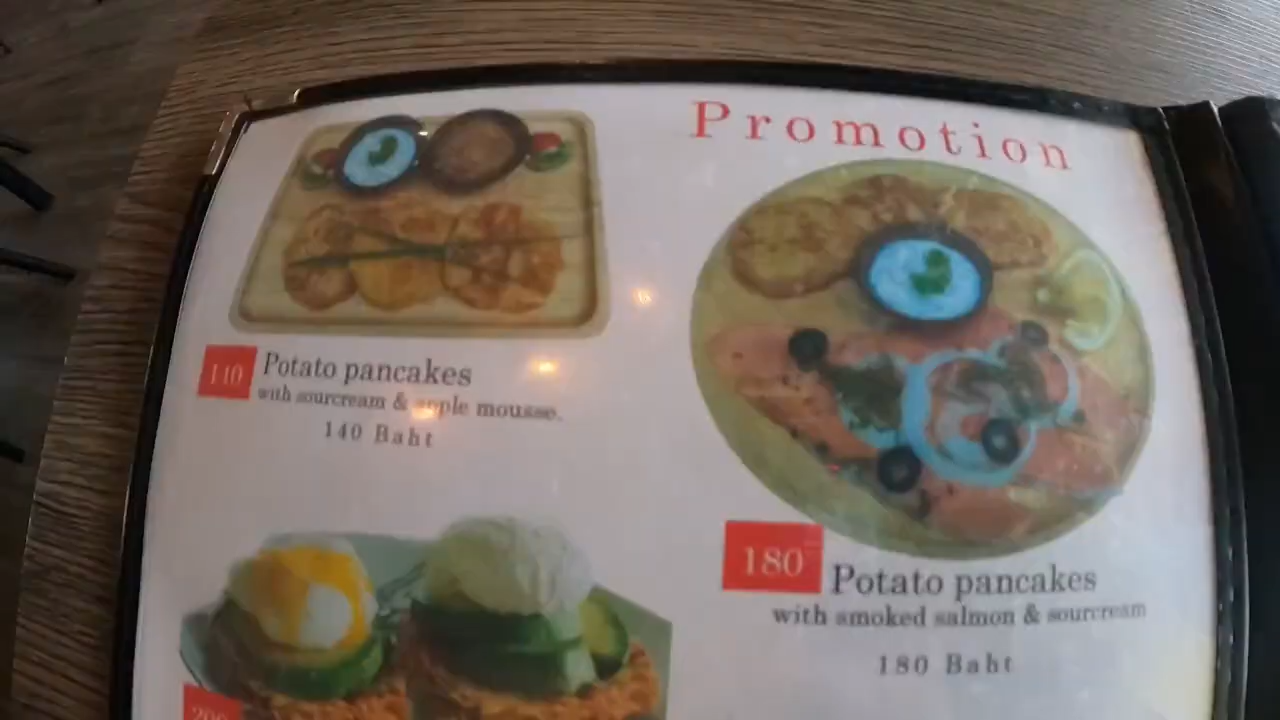 Promotion
110
Potato pancakes
with sourcream & apple mousse.
140 Baht
180
Potato pancakes
with smoked salmon & sourcream
180 Baht